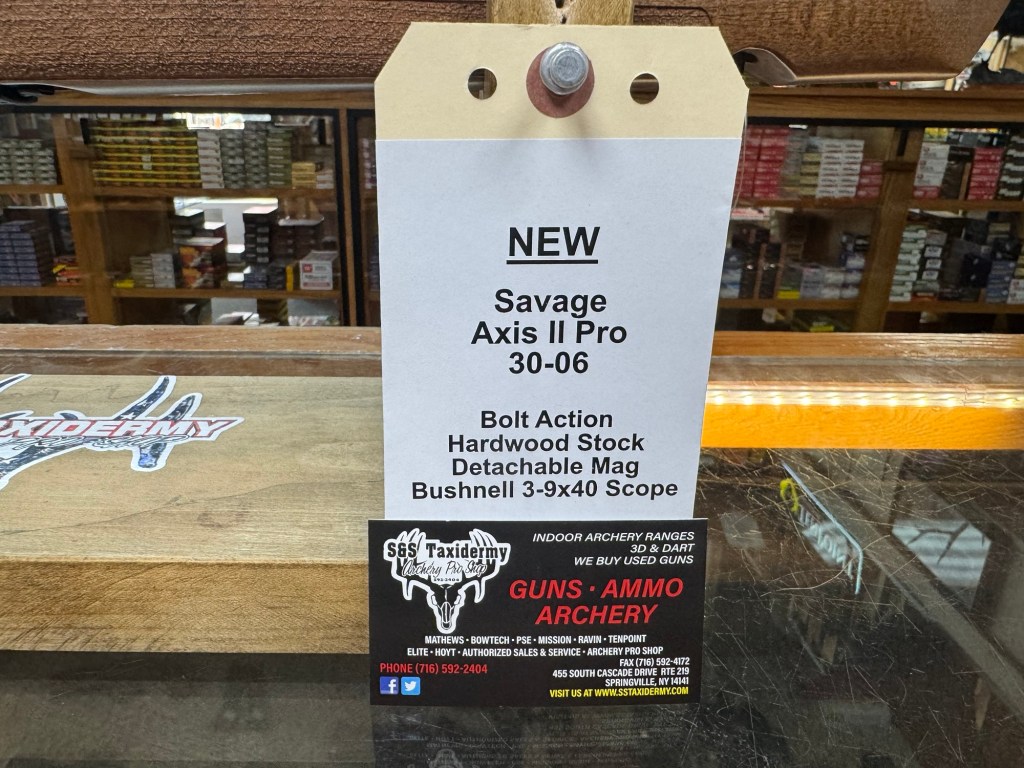 NEW
Savage
Axis II Pro
30-06
Bolt Action
Hardwood Stock
Detachable Mag
Bushnell 3-9x40 Scope
XIDERMY
S&S Taxidermy
Archery Pro Shop
592-2404
INDOOR ARCHERY RANGES
3D & DART
WE BUY USED GUNS
GUNS · AMMO
ARCHERY
MATHEWS • BOWTECH • PSE • MISSION • RAVIN • TENPOINT
ELITE • HOYT • AUTHORIZED SALES & SERVICE • ARCHERY PRO SHOP
PHONE (716) 592-2404
FAX (716) 592-4172
455 SOUTH CASCADE DRIVE RTE 219
SPRINGVILLE, NY 14141
VISIT US AT WWW.SSTAXIDERMY.COM